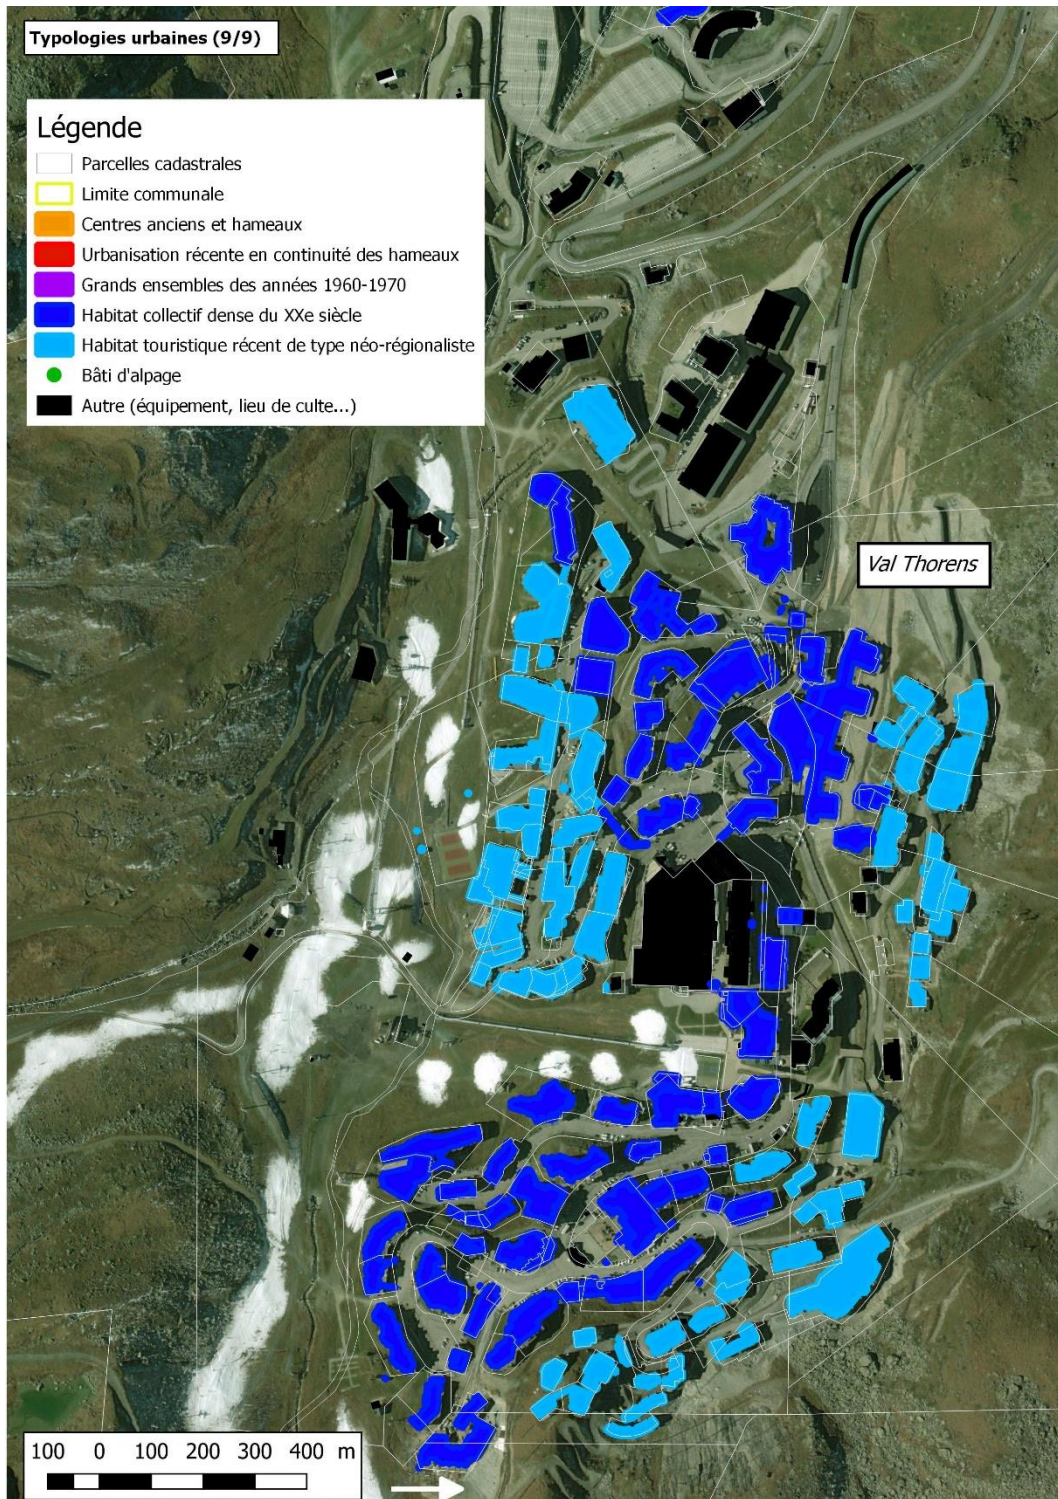 Typologies urbaines (9/9)
Légende
Parcelles cadastrales
Limite communale
Centres anciens et hameaux
Urbanisation récente en continuité des hameaux
Grands ensembles des années 1960-1970
Habitat collectif dense du XXe siècle
Habitat touristique récent de type néo-régionaliste
Bâti d'alpage
Autre (équipement, lieu de culte...)
Val Thorens
100 0 100 200 300 400 m